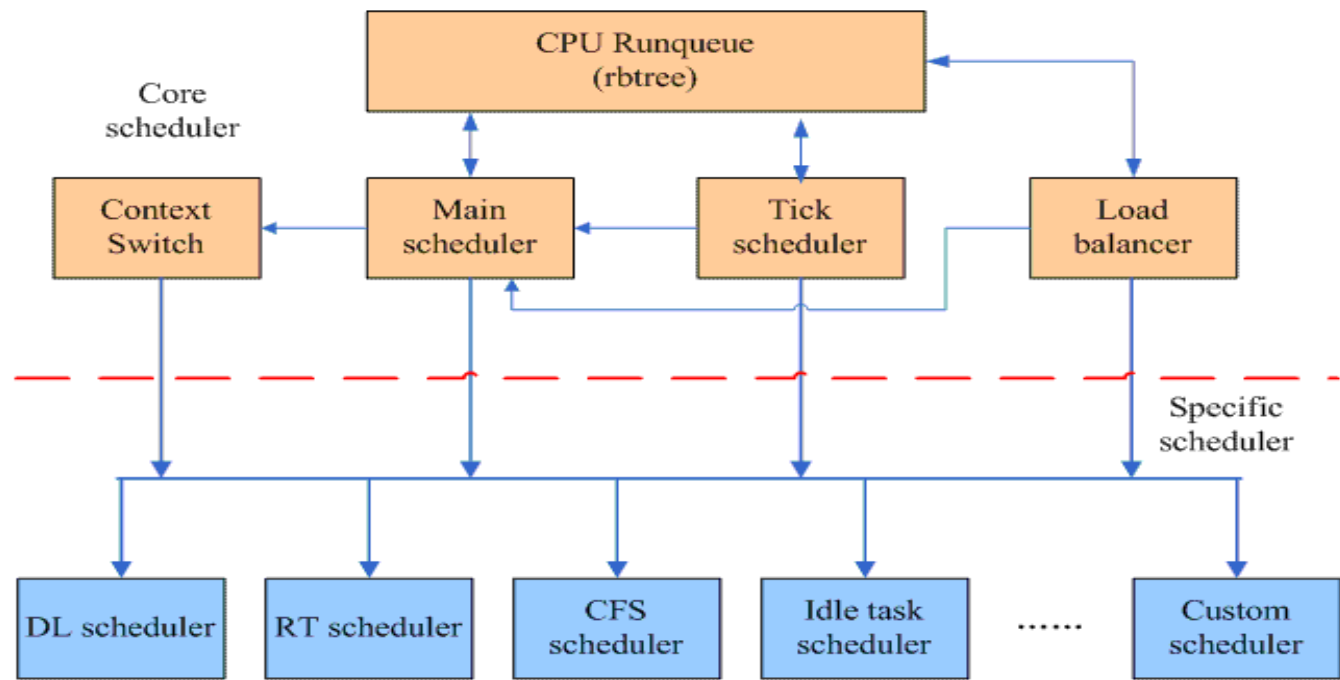 CPU Runqueue
(rbtree)
Core
scheduler
Context
Switch
Main
scheduler
Tick
scheduler
Load
balancer
Specific
scheduler
DL scheduler
RT scheduler
CFS
scheduler
Idle task
scheduler
......
Custom
scheduler